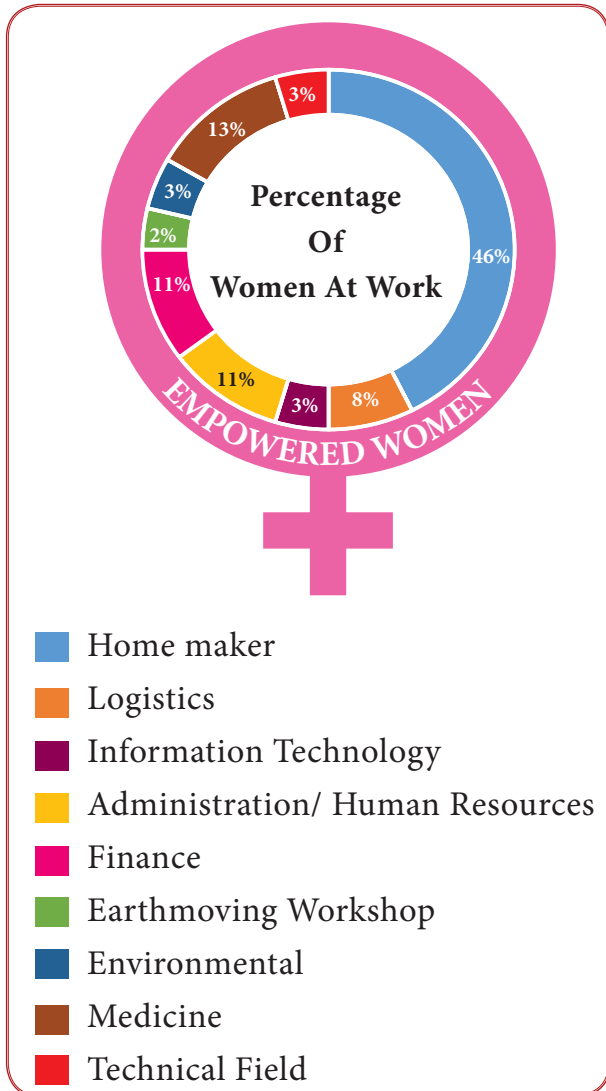 3%
13%
3%
2%
11%
11%
3%
8%
46%
Percentage
Of
Women At Work
EMPOWERED WOMEN
Home maker
Logistics
Information Technology
Administration/ Human Resources
Finance
Earthmoving Workshop
Environmental
Medicine
Technical Field